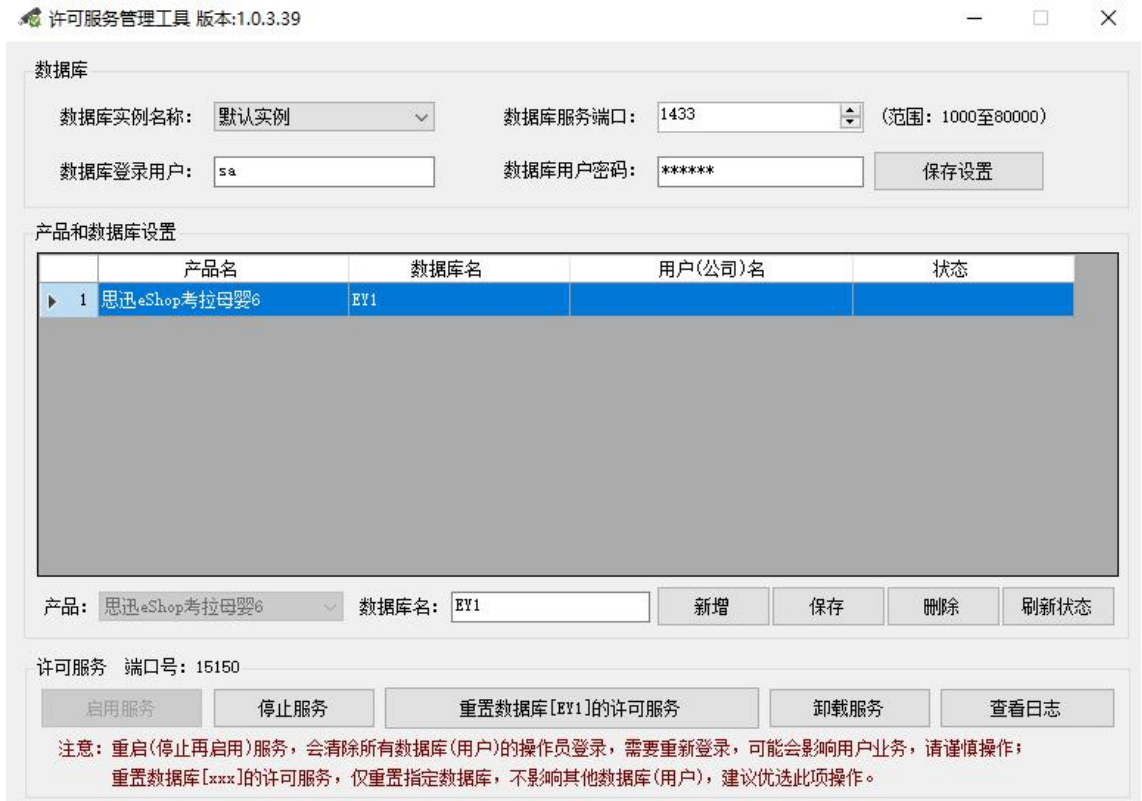 许可服务管理工具 版本:1.0.3.39
数据库
数据库实例名称: 默认实例 数据库服务端口: 1433 (范围: 1000至80000)
数据库登录用户: sa 数据库用户密码: ****** 保存设置
产品和数据库设置
产品名 数据库名 用户(公司)名 状态
1 思迅eShop考拉母婴6 EY1
产品: 思迅eShop考拉母婴6 数据库名: EY1 新增 保存 删除 刷新状态
许可服务 端口号: 15150
启用服务 停止服务 重置数据库[EY1]的许可服务 卸载服务 查看日志
注意: 重启(停止再启用)服务, 会清除所有数据库(用户)的操作员登录, 需要重新登录, 可能会影响用户业务, 请谨慎操作;
重置数据库[xxx]的许可服务, 仅重置指定数据库, 不影响其他数据库(用户), 建议优选此项操作。